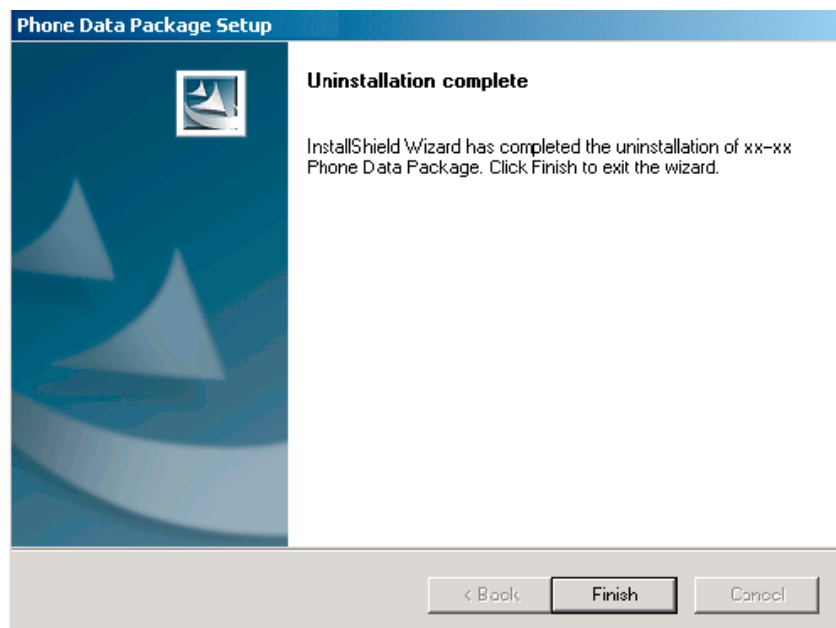 Phone Data Package Setup
Uninstallation complete
InstallShield Wizard has completed the uninstallation of xx-xx
Phone Data Package. Click Finish to exit the wizard.
< Back
Finish
Cancel